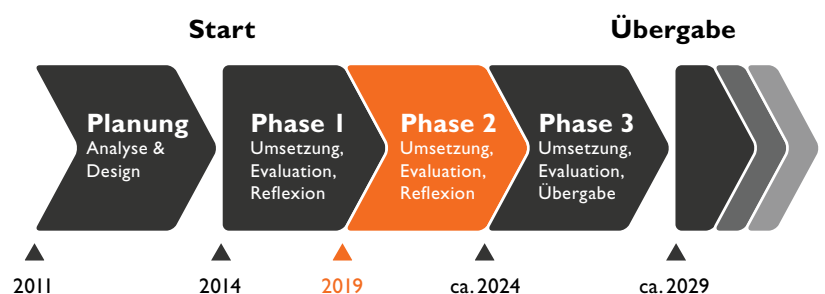 Start
Übergabe
Planung
Analyse &
Design
Phase 1
Umsetzung,
Evaluation,
Reflexion
Phase 2
Umsetzung,
Evaluation,
Reflexion
Phase 3
Umsetzung,
Evaluation,
Übergabe
2011
2014
2019
ca. 2024
ca. 2029